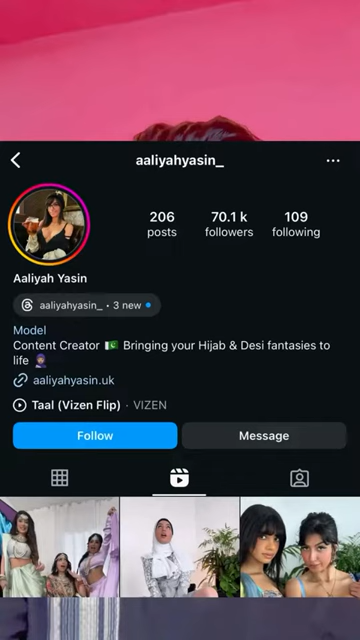 aaliyahyasin_
206
posts
70.1 k
followers
109
following
Aaliyah Yasin
aaliyahyasin_ • 3 new
Model
Content Creator 🇵🇰 Bringing your Hijab & Desi fantasies to
life 🧕🏽
aaliyahyasin.uk
Taal (Vizen Flip) · VIZEN
Follow
Message